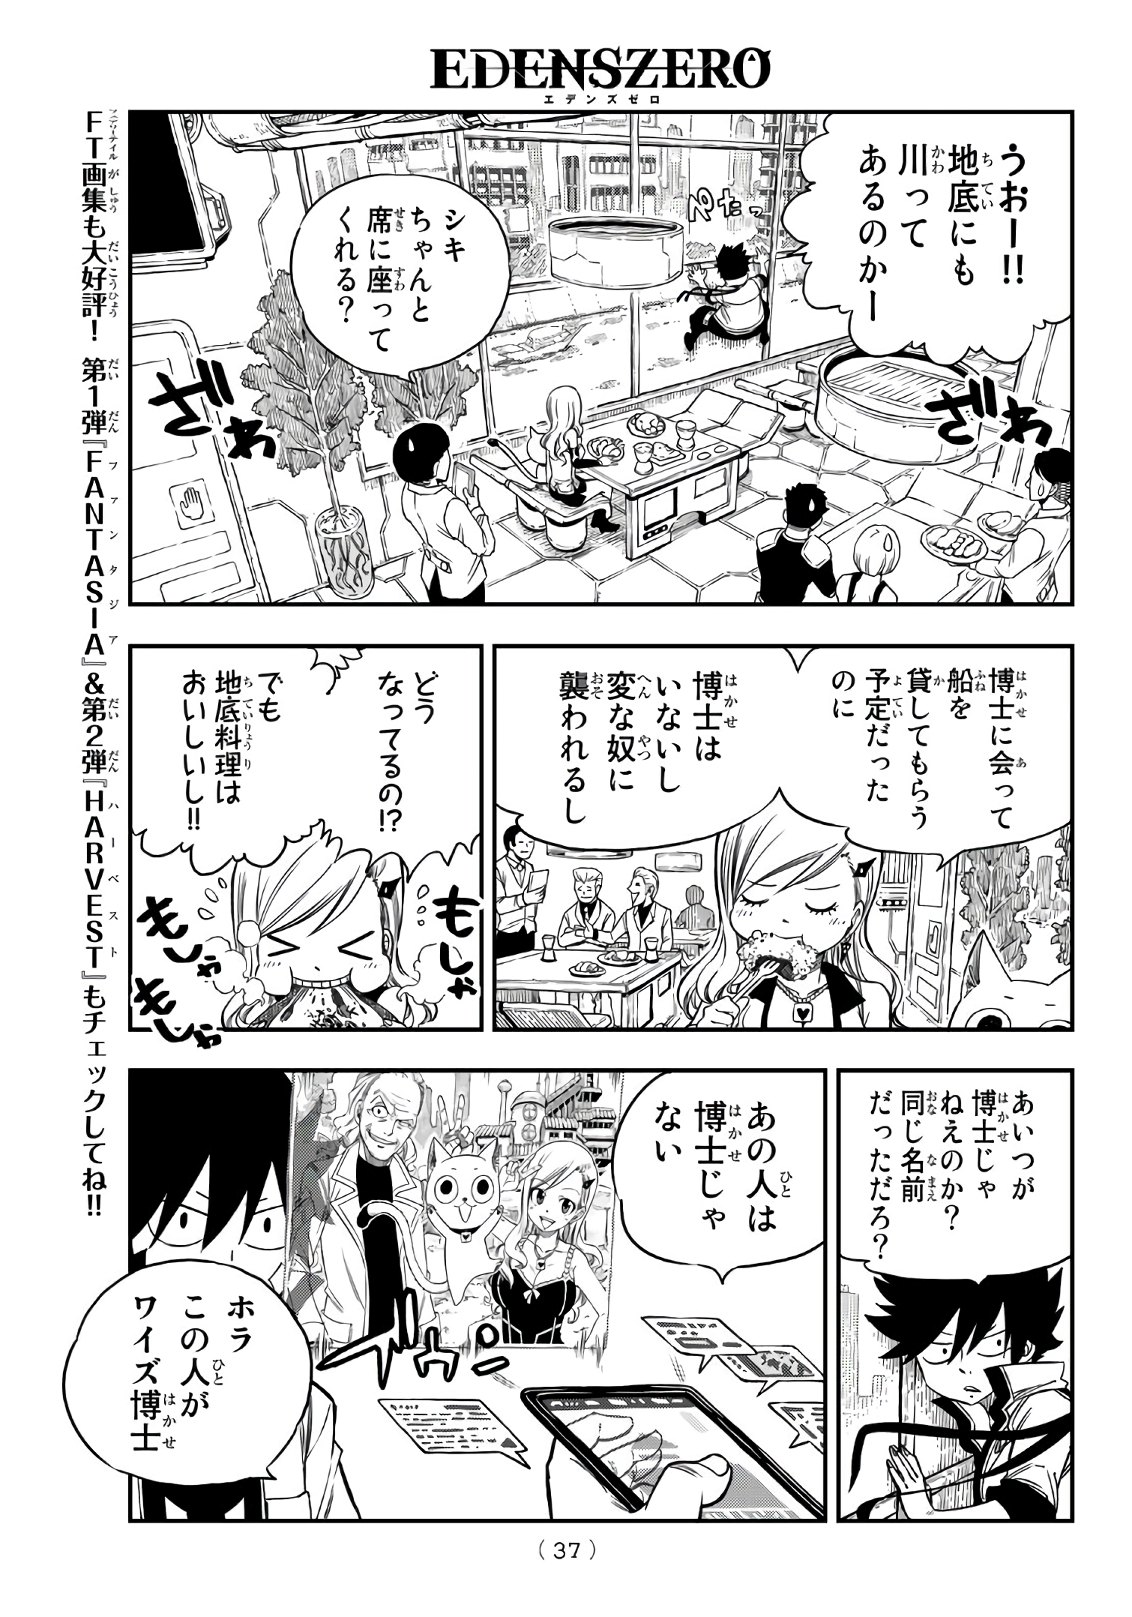 EDENSZERO
エデンズゼロ
うおー!!
地底にも
川って
あるのかー
ぺたっ
シキ
ちゃんと
席に座って
くれる?
ざわ
ざわ
博士に会って
船を
貸してもらう
予定だった
のに
博士は
いないし
変な奴に
襲われるし
どう
なってるの!?
でも
地底料理は
おいしいし!!
もしゃ
もしゃ
もしゃ
あいつが
博士じゃ
ねえのか?
同じ名前
だっただろ?
あの人は
博士じゃ
ない
ホラ
この人が
ワイズ博士
FT画集も大好評! 第1弾『FANTASIA』&第2弾『HARVEST』もチェックしてね!!
(37)